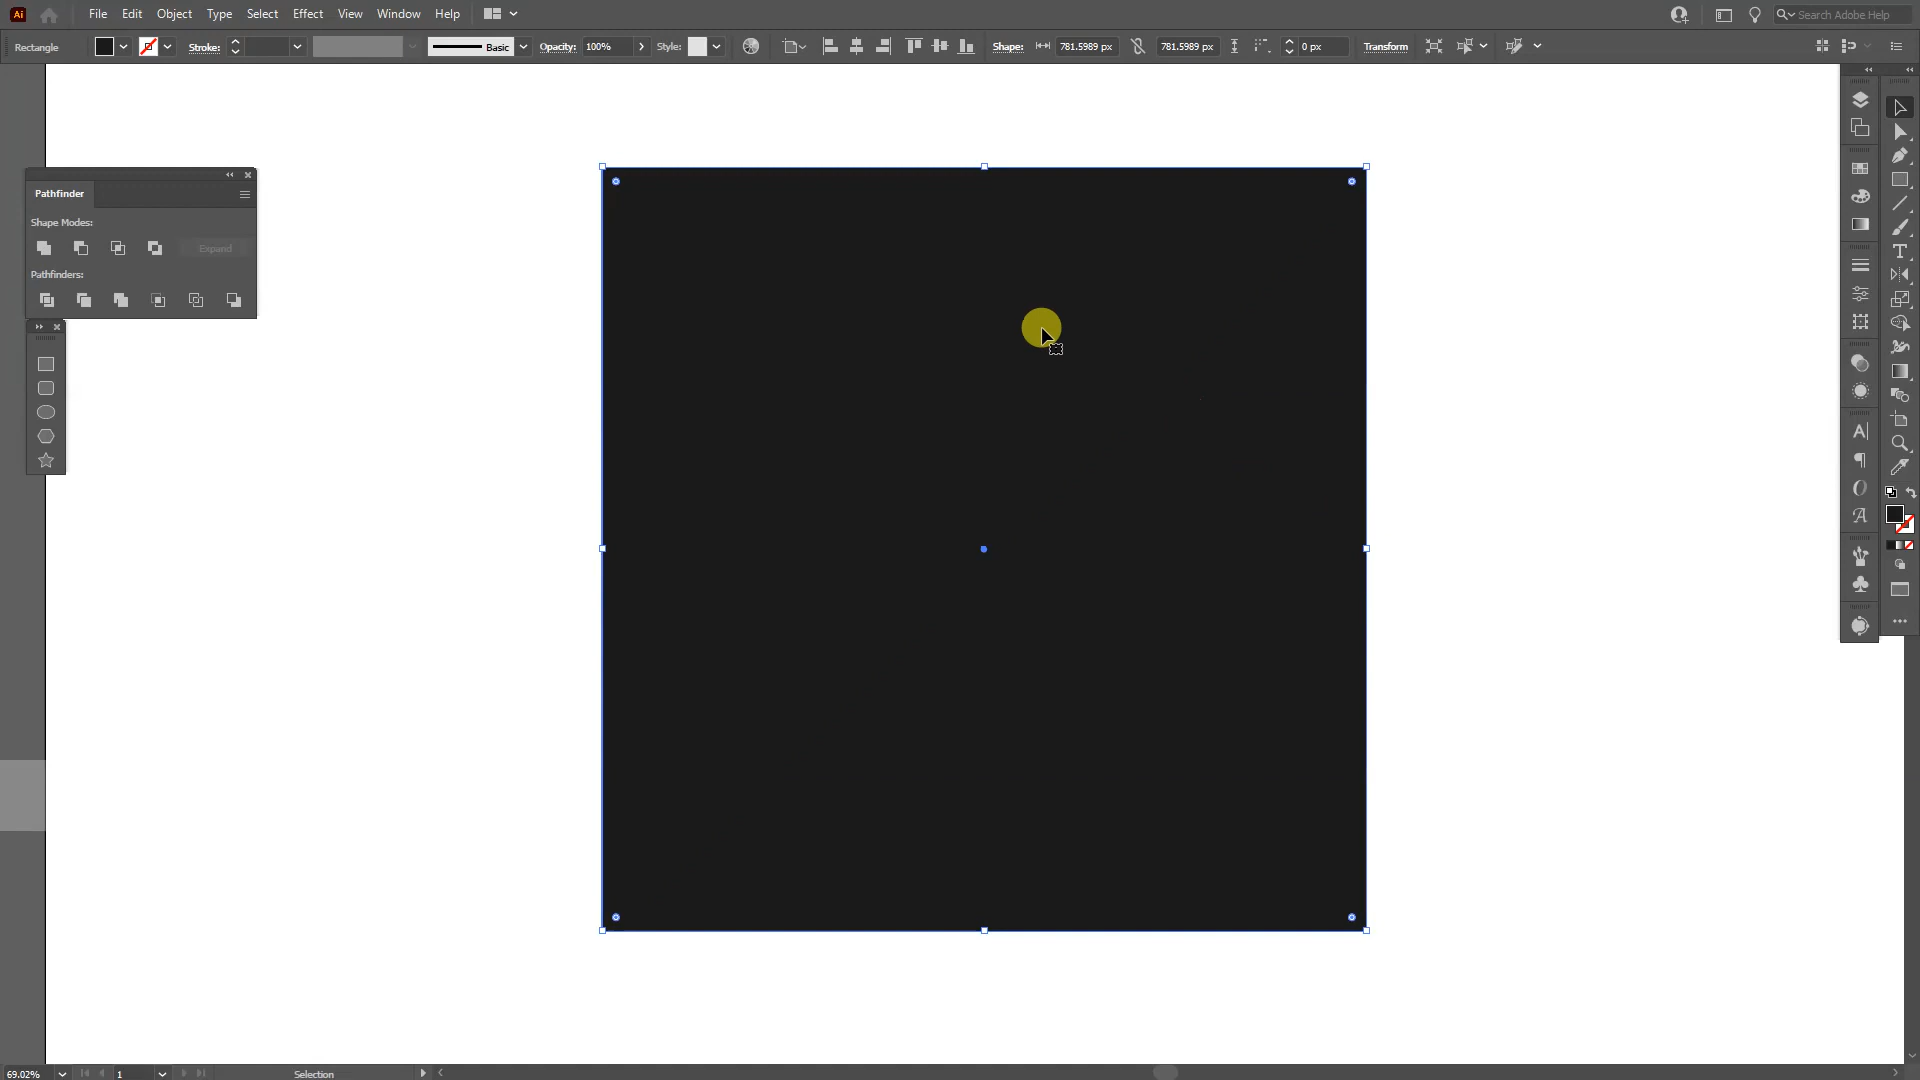 Ai File Edit Object Type Select Effect View Window Help Search Adobe Help
Rectangle Stroke: Basic Opacity: 100% Style: Shape: 781.5989 px 781.5989 px 0 px Transform
Pathfinder
Shape Modes:
Expand
Pathfinders:
69.02% 1 Selection